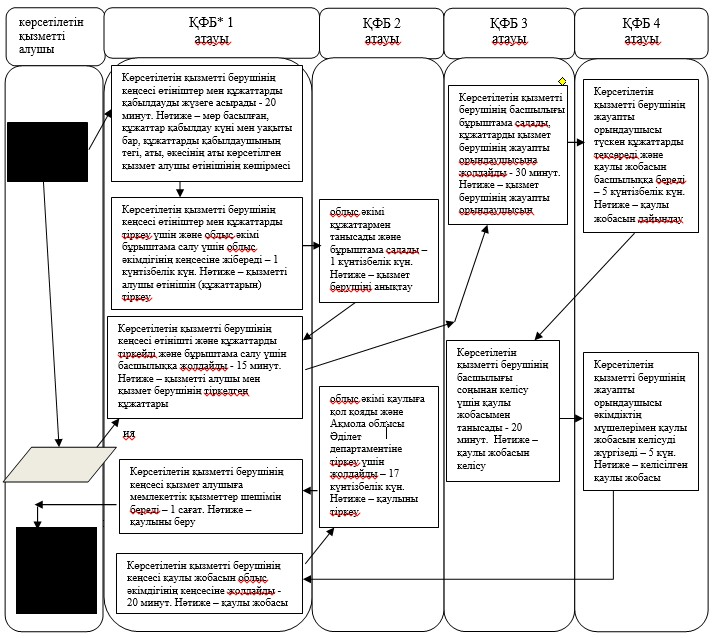 көрсетілетін
қызметті
алушы
ҚФБ* 1
атауы
ҚФБ 2
атауы
ҚФБ 3
атауы
ҚФБ 4
атауы
Көрсетілетін қызметті берушінің
кеңсесі өтініштер мен құжаттарды
қабылдауды жүзеге асырады - 20
минут. Нәтиже – мөр басылған,
құжаттар қабылдау күні мен уақыты
бар, құжаттарды қабылдаушының
тегі, аты, әкесінің аты көрсетілген
қызмет алушы өтінішінің көшірмесі
Көрсетілетін қызметті берушінің
кеңсесі өтініштер мен құжаттарды
тіркеу үшін және облыс әкімі
бұрыштама салу үшін облыс
әкімдігінің кеңсесіне жібереді – 1
күнтізбелік күн. Нәтиже – қызметті
алушы өтінішін (құжаттарын)
тіркеу
Көрсетілетін қызметті берушінің
кеңсесі өтінішті және құжаттарды
тіркейді және бұрыштама салу үшін
басшылыққа жолдайды - 15 минут.
Нәтиже – қызметті алушы мен
қызмет берушінің тіркелген
құжаттары
ия
Көрсетілетін қызметті берушінің
кеңсесі қызмет алушыға
мемлекеттік қызметтер шешімін
береді – 1 сағат. Нәтиже –
қаулыны беру
Көрсетілетін қызметті берушінің
кеңсесі қаулы жобасын облыс
әкімдігінің кеңсесіне жолдайды -
20 минут. Нәтиже – қаулы жобасы
облыс әкімі
құжаттармен
танысады және
бұрыштама салады –
1 күнтізбелік күн.
Нәтиже – қызмет
берушіні анықтау
облыс әкімі қаулыға
қол қояды және
Ақмола облысы
Әділет
департаментіне
тіркеу үшін
жолдайды – 17
күнтізбелік күн.
Нәтиже – қаулыны
тіркеу
Көрсетілетін қызметті
берушінің басшылығы
бұрыштама салады,
құжаттарды қызмет
берушінің жауапты
орындаушысына
жолдайды - 30 минут.
Нәтиже – қызмет
берушінің жауапты
орындаушысын
Көрсетілетін
қызметті берушінің
басшылығы
соңынан келісу
үшін қаулы
жобасымен
танысады - 20
минут. Нәтиже –
қаулы жобасын
келісу
Көрсетілетін
қызметті берушінің
жауапты
орындаушысы
түскен құжаттарды
тексереді және
қаулы жобасын
басшылыққа береді
– 5 күнтізбелік күн.
Нәтиже – қаулы
жобасын дайындау
Көрсетілетін
қызметті берушінің
жауапты
орындаушысы
әкімдіктің
мүшелерімен қаулы
жобасын келісуді
жүргізеді – 5 күн.
Нәтиже – келісілген
қаулы жобасы